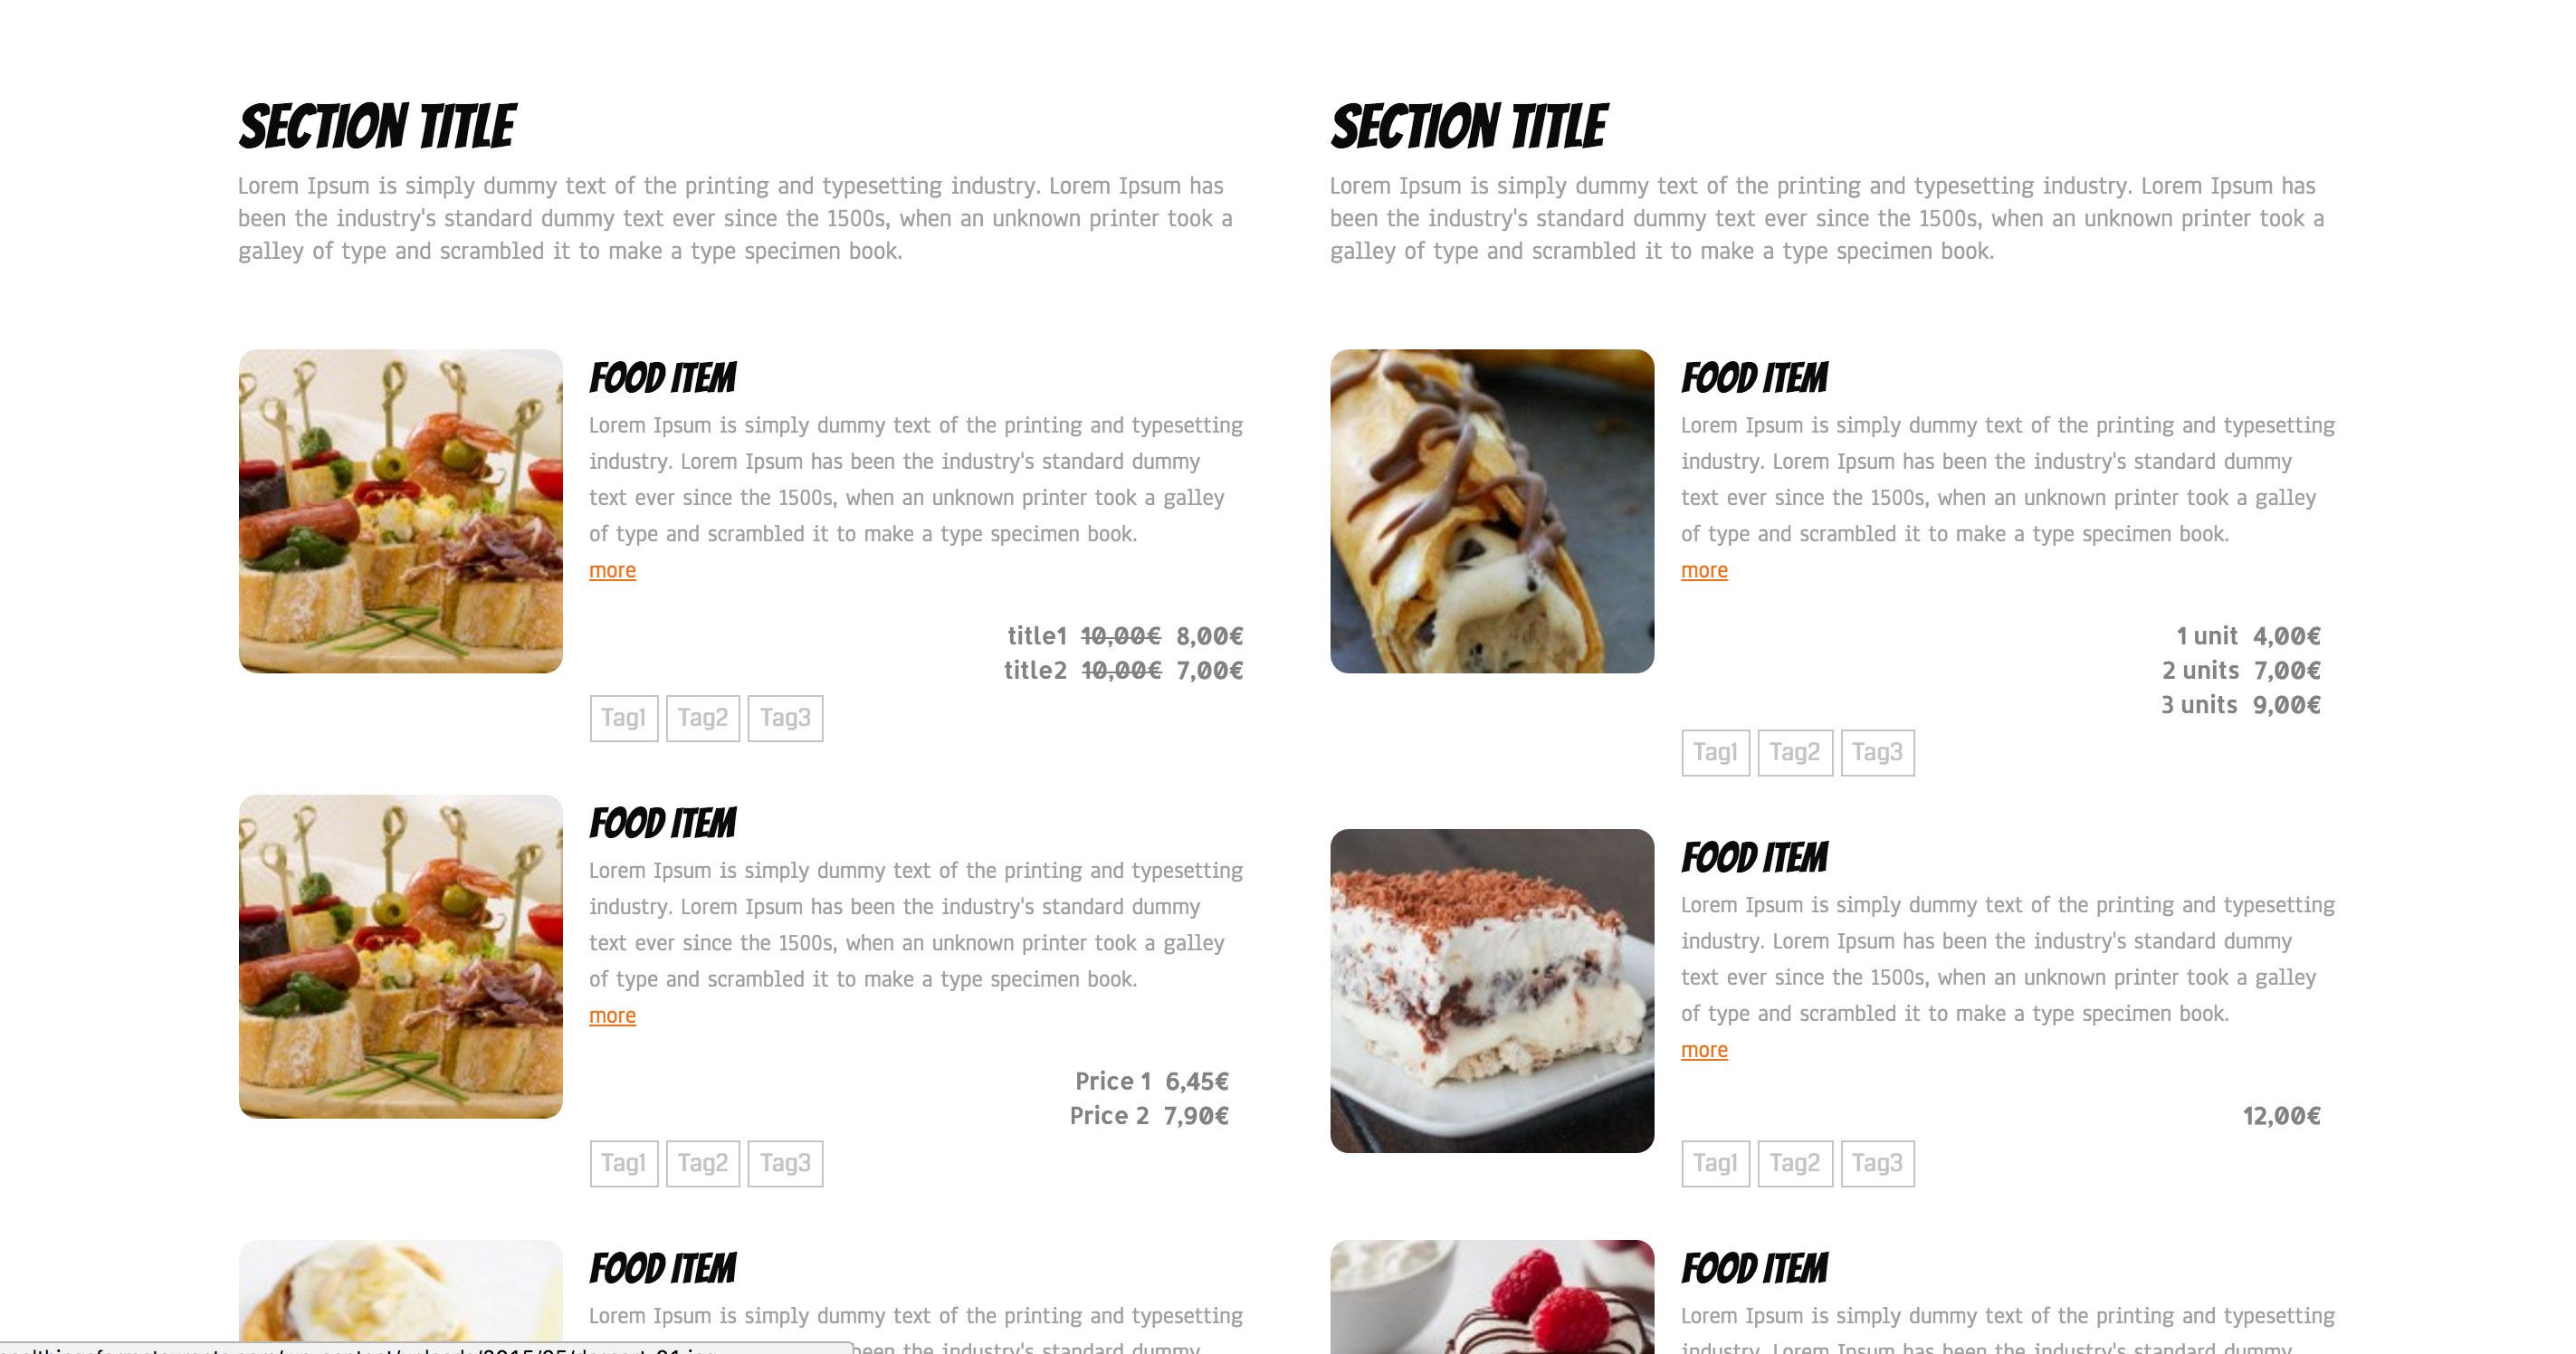 SECTION TITLE
Lorem Ipsum is simply dummy text of the printing and typesetting industry. Lorem Ipsum has
been the industry's standard dummy text ever since the 1500s, when an unknown printer took a
galley of type and scrambled it to make a type specimen book.
FOOD ITEM
Lorem Ipsum is simply dummy text of the printing and typesetting
industry. Lorem Ipsum has been the industry's standard dummy
text ever since the 1500s, when an unknown printer took a galley
of type and scrambled it to make a type specimen book.
more
title1 10,00€ 8,00€
title2 10,00€ 7,00€
Tag1 Tag2 Tag3
FOOD ITEM
Lorem Ipsum is simply dummy text of the printing and typesetting
industry. Lorem Ipsum has been the industry's standard dummy
text ever since the 1500s, when an unknown printer took a galley
of type and scrambled it to make a type specimen book.
more
Price 1 6,45€
Price 2 7,90€
Tag1 Tag2 Tag3
FOOD ITEM
Lorem Ipsum is simply dummy text of the printing and typesetting
been the industry's standard dummy
SECTION TITLE
Lorem Ipsum is simply dummy text of the printing and typesetting industry. Lorem Ipsum has
been the industry's standard dummy text ever since the 1500s, when an unknown printer took a
galley of type and scrambled it to make a type specimen book.
FOOD ITEM
Lorem Ipsum is simply dummy text of the printing and typesetting
industry. Lorem Ipsum has been the industry's standard dummy
text ever since the 1500s, when an unknown printer took a galley
of type and scrambled it to make a type specimen book.
more
1 unit 4,00€
2 units 7,00€
3 units 9,00€
Tag1 Tag2 Tag3
FOOD ITEM
Lorem Ipsum is simply dummy text of the printing and typesetting
industry. Lorem Ipsum has been the industry's standard dummy
text ever since the 1500s, when an unknown printer took a galley
of type and scrambled it to make a type specimen book.
more
12,00€
Tag1 Tag2 Tag3
FOOD ITEM
Lorem Ipsum is simply dummy text of the printing and typesetting
industry. Lorem Ipsum has been the industry's standard dummy